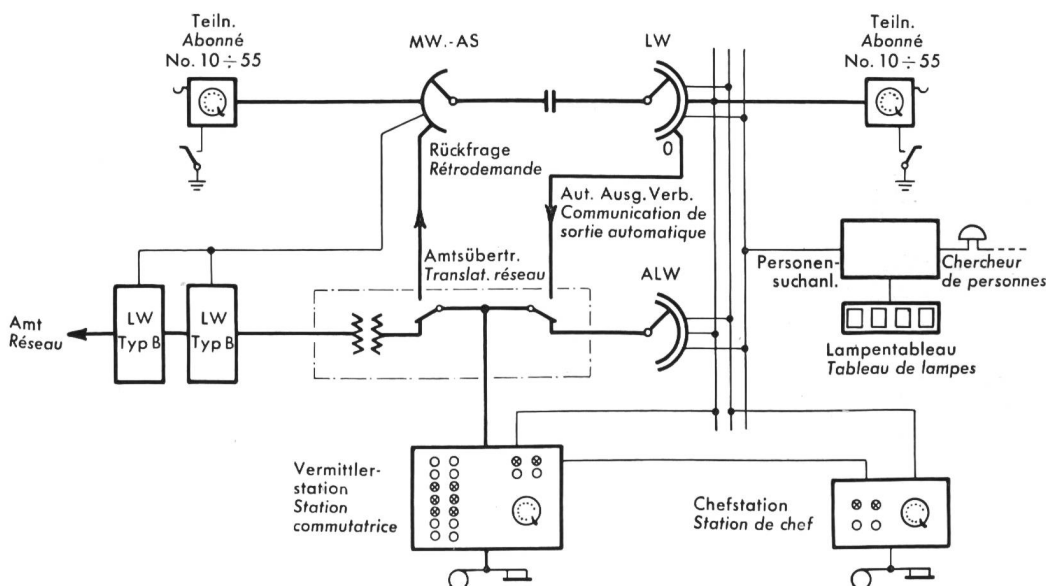 Teiln.
Abonné
No. 10÷55
MW.-AS
LW
Teiln.
Abonné
No. 10÷55
Rückfrage
Rétrodemande
O
Aut. Ausg. Verb.
Communication de
sortie automatique
Amtsübertr.
Translat. réseau
ALW
Personen-
suchanl.
Chercheur
de personnes
Lampentableau
Tableau de lampes
Amt
Réseau
LW
Typ B
LW
Typ B
Vermittler-
station
Station
commutatrice
Chefstation
Station de chef